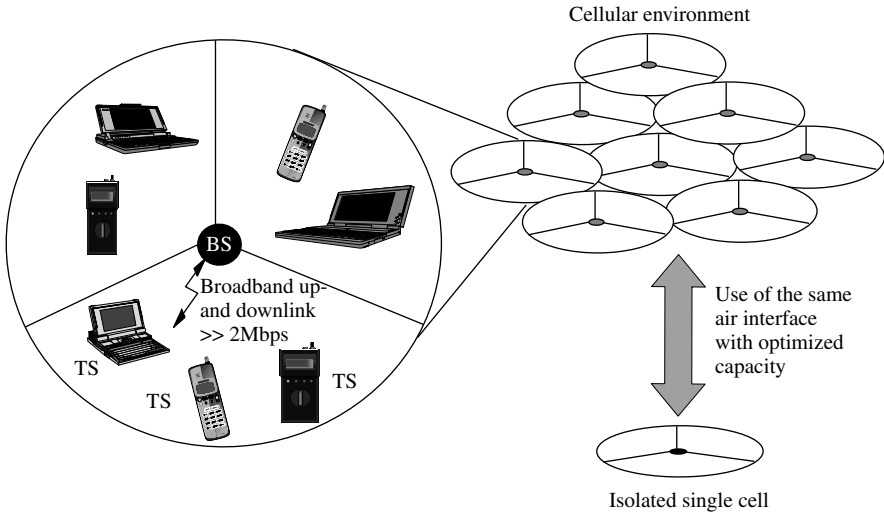 Cellular environment
BS
Broadband up-
and downlink
>> 2Mbps
TS
TS
TS
Use of the same
air interface
with optimized
capacity
Isolated single cell